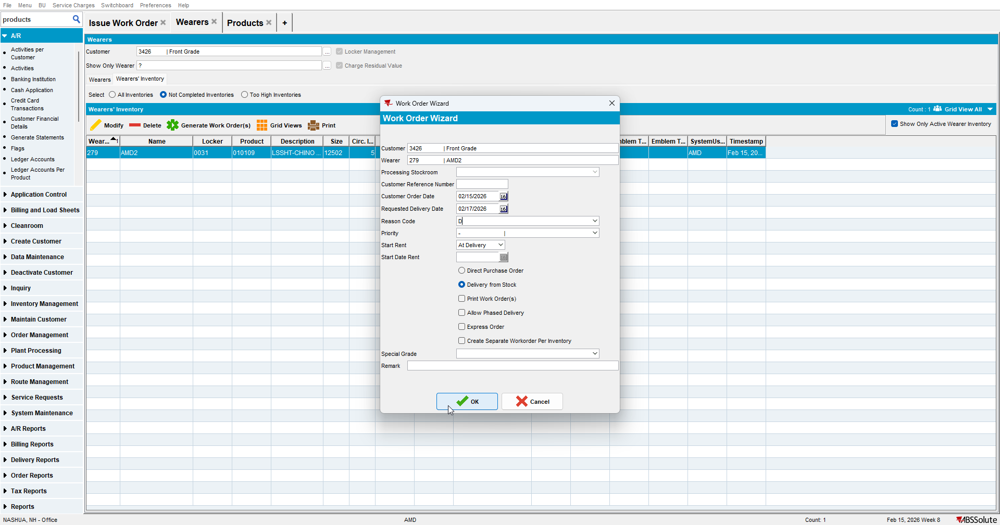 File Menu BU Service Charges Switchboard Preferences Help
products
Issue Work Order
Wearers
Products
+
A/R
Activities per
Customer
Activities
Banking Institution
Cash Application
Credit Card
Transactions
Customer Financial
Details
Generate Statements
Flags
Ledger Accounts
Ledger Accounts Per
Product
Application Control
Billing and Load Sheets
Cleanroom
Create Customer
Data Maintenance
Deactivate Customer
Inquiry
Inventory Management
Maintain Customer
Order Management
Plant Processing
Product Management
Route Management
Service Requests
System Maintenance
A/R Reports
Billing Reports
Delivery Reports
Order Reports
Tax Reports
Reports
Wearers
Customer 3426 | Front Grade ... Locker Management
Show Only Wearer ? ... Charge Residual Value
Wearers Wearers' Inventory
Select All Inventories Not Completed Inventories Too High Inventories
Wearers' Inventory Count : 1 Grid View All
Modify Delete Generate Work Order(s) Grid Views Print Show Only Active Wearer Inventory
Wear... 1 Name Locker Product Description Size Circ. I... mblem T... Emblem T... SystemUs... Timestamp
279 AMD2 0031 010109 LSSHT-CHINO ... 12502 5 AMD Feb 15, 20...
Work Order Wizard
Work Order Wizard
Customer 3426 | Front Grade
Wearer 279 | AMD2
Processing Stockroom
Customer Reference Number
Customer Order Date 02/15/2026 16
Requested Delivery Date 02/17/2026 16
Reason Code D
Priority - |
Start Rent At Delivery
Start Date Rent 16
Direct Purchase Order
Delivery from Stock
Print Work Order(s)
Allow Phased Delivery
Express Order
Create Separate Workorder Per Inventory
Special Grade
Remark
OK Cancel
NASHUA, NH - Office AMD Count: 1 Feb 15, 2026 Week 8 ABSSolute